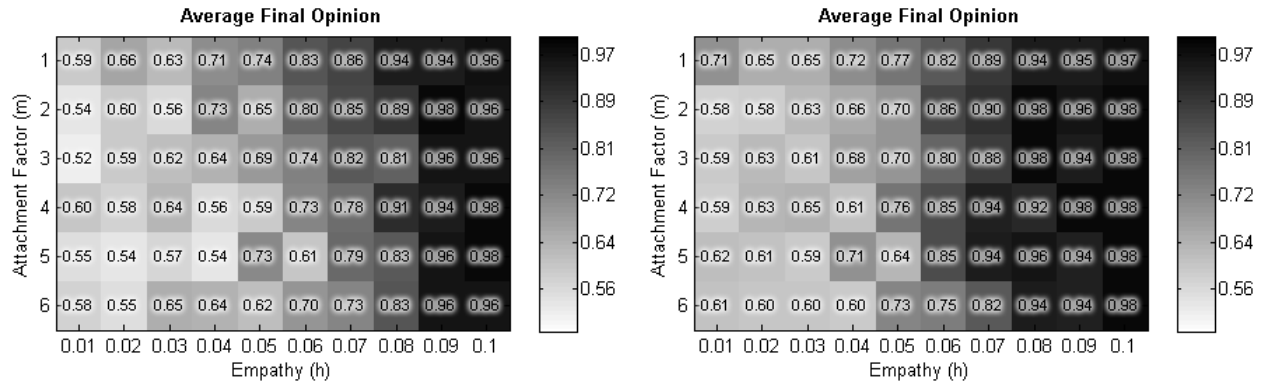 Average Final Opinion
Attachment Factor (m)
1 0.59 0.66 0.63 0.71 0.74 0.83 0.86 0.94 0.94 0.96
2 0.54 0.60 0.56 0.73 0.65 0.80 0.85 0.89 0.98 0.96
3 0.52 0.59 0.62 0.64 0.69 0.74 0.82 0.81 0.96 0.96
4 0.60 0.58 0.64 0.56 0.59 0.73 0.78 0.91 0.94 0.98
5 0.55 0.54 0.57 0.54 0.73 0.61 0.79 0.83 0.96 0.98
6 0.58 0.55 0.65 0.64 0.62 0.70 0.73 0.83 0.96 0.96
0.01 0.02 0.03 0.04 0.05 0.06 0.07 0.08 0.09 0.1
Empathy (h)
0.97
0.89
0.81
0.72
0.64
0.56
Average Final Opinion
Attachment Factor (m)
1 0.71 0.65 0.65 0.72 0.77 0.82 0.89 0.94 0.95 0.97
2 0.58 0.58 0.63 0.66 0.70 0.86 0.90 0.98 0.96 0.98
3 0.59 0.63 0.61 0.68 0.70 0.80 0.88 0.98 0.94 0.98
4 0.59 0.63 0.65 0.61 0.76 0.85 0.94 0.92 0.98 0.98
5 0.62 0.61 0.59 0.71 0.64 0.85 0.94 0.96 0.94 0.98
6 0.61 0.60 0.60 0.60 0.73 0.75 0.82 0.94 0.94 0.98
0.01 0.02 0.03 0.04 0.05 0.06 0.07 0.08 0.09 0.1
Empathy (h)
0.97
0.89
0.81
0.72
0.64
0.56